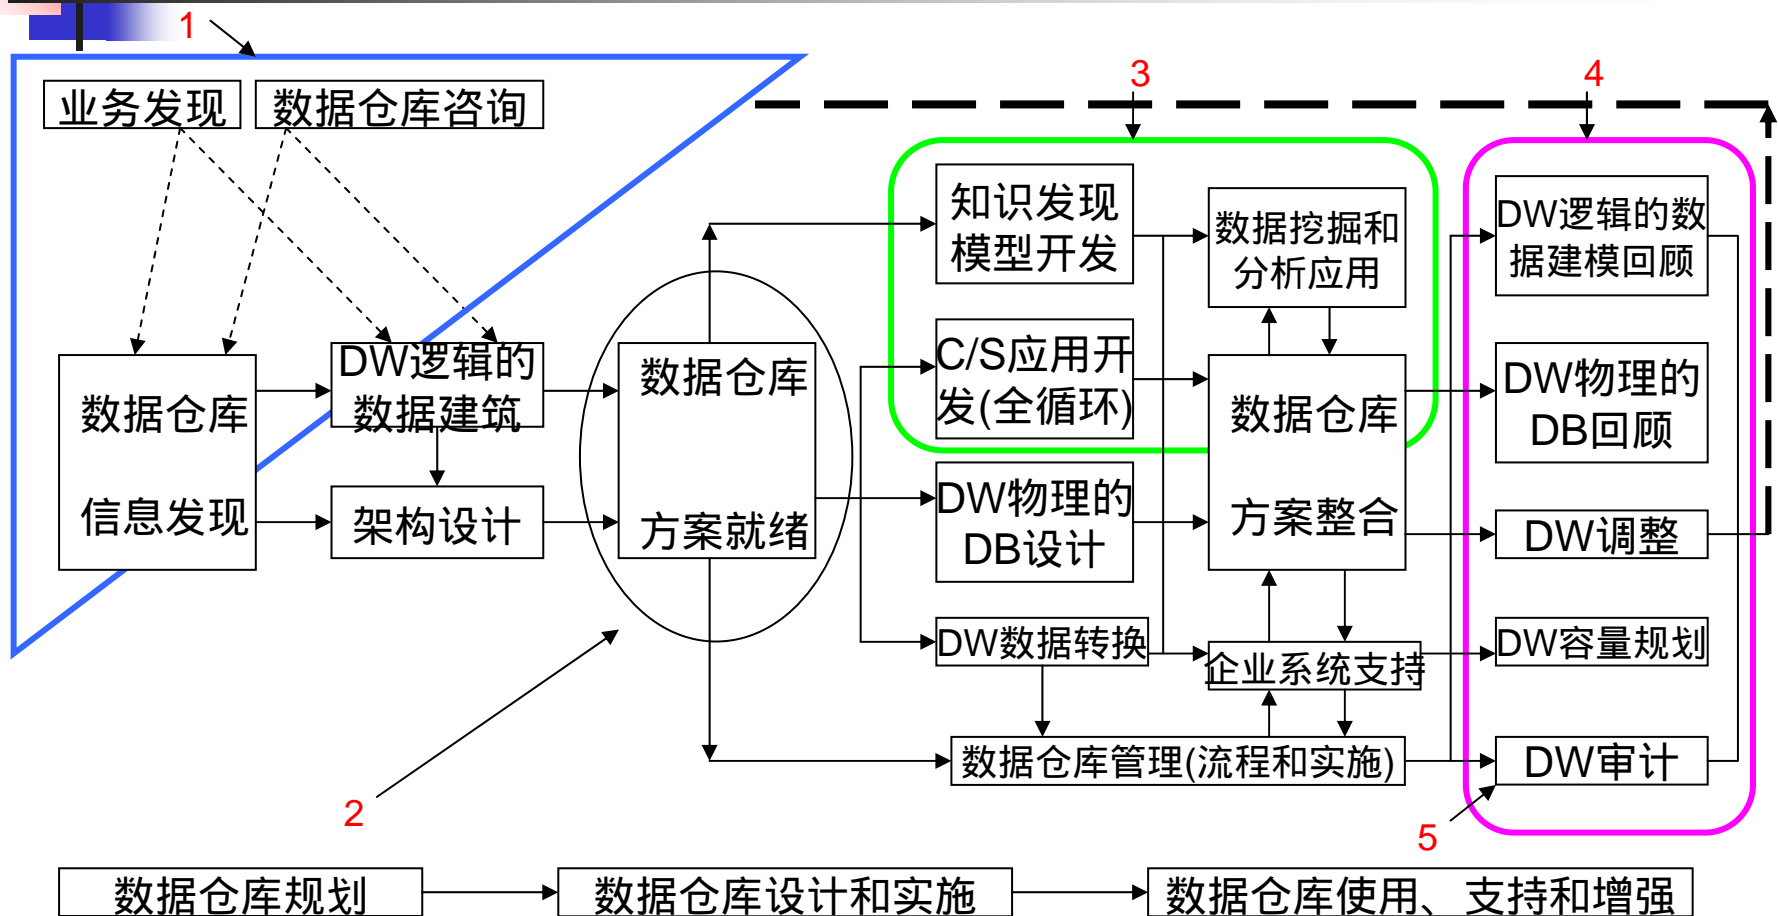 1
3
4
业务发现
数据仓库咨询
知识发现
模型开发
数据挖掘和
分析应用
DW逻辑的数
据建模回顾
数据仓库
信息发现
DW逻辑的
数据建筑
架构设计
数据仓库
方案就绪
C/S应用开
发(全循环)
数据仓库
方案整合
DW物理的
DB回顾
DW物理的
DB设计
DW调整
DW数据转换
企业系统支持
DW容量规划
数据仓库管理(流程和实施)
DW审计
2
5
数据仓库规划
数据仓库设计和实施
数据仓库使用、支持和增强